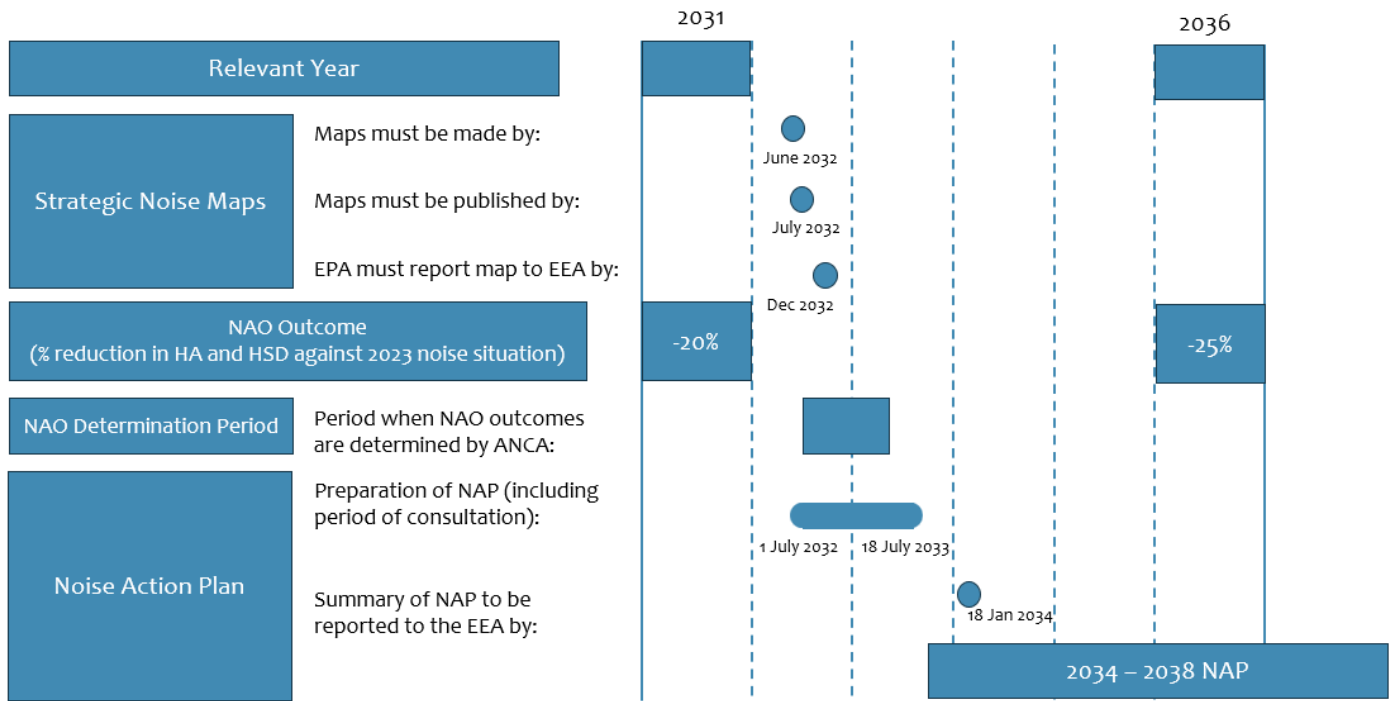 2031
2036
Relevant Year
Strategic Noise Maps
Maps must be made by:
June 2032
Maps must be published by:
July 2032
EPA must report map to EEA by:
Dec 2032
NAO Outcome
(% reduction in HA and HSD against 2023 noise situation)
-20%
-25%
NAO Determination Period
Period when NAO outcomes
are determined by ANCA:
Noise Action Plan
Preparation of NAP (including
period of consultation):
1 July 2032
18 July 2033
Summary of NAP to be
reported to the EEA by:
18 Jan 2034
2034 – 2038 NAP